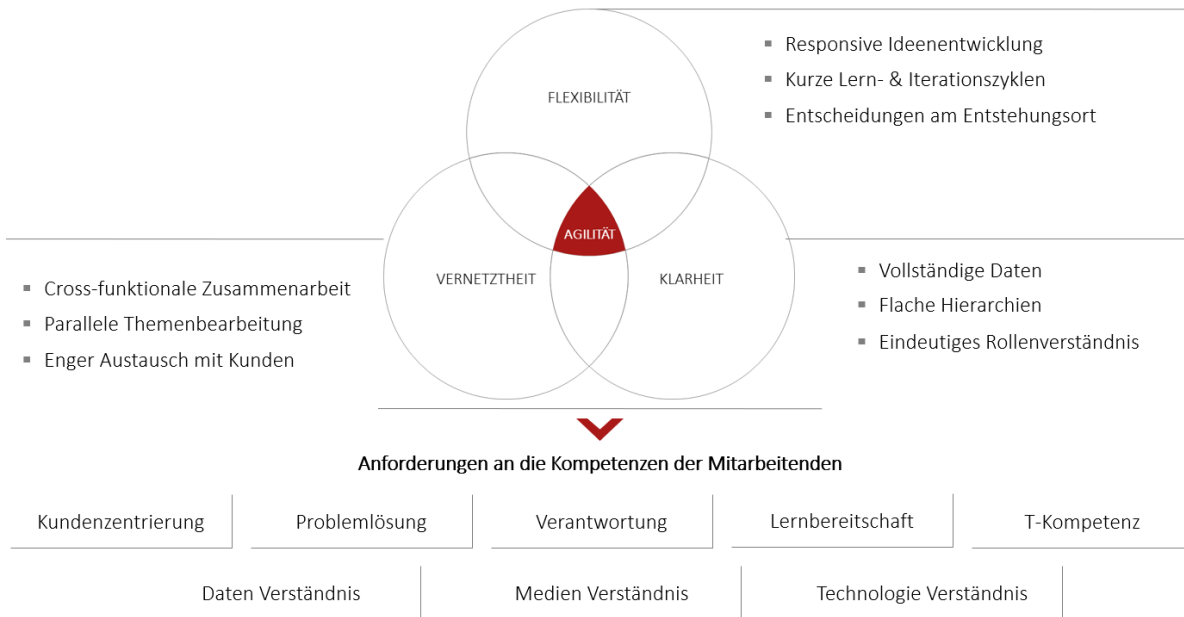 FLEXIBILITÄT
Responsive Ideenentwicklung
Kurze Lern- & Iterationszyklen
Entscheidungen am Entstehungsort
AGILITÄT
VERNETZTHEIT
KLARHEIT
Cross-funktionale Zusammenarbeit
Parallele Themenbearbeitung
Enger Austausch mit Kunden
Vollständige Daten
Flache Hierarchien
Eindeutiges Rollenverständnis
Anforderungen an die Kompetenzen der Mitarbeitenden
Kundenzentrierung
Problemlösung
Verantwortung
Lernbereitschaft
T-Kompetenz
Daten Verständnis
Medien Verständnis
Technologie Verständnis